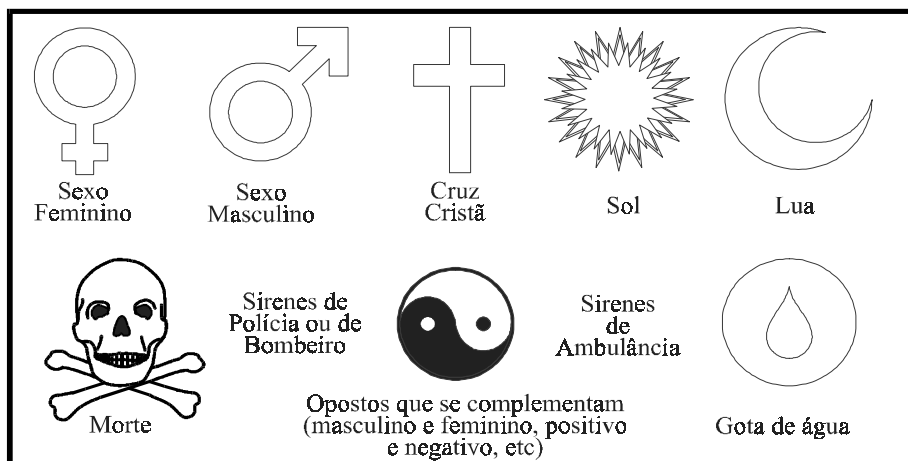 Sexo
Feminino
Sexo
Masculino
Cruz
Cristã
Sol
Lua
Morte
Sirenes de
Polícia ou de
Bombeiro
Opostos que se complementam
(masculino e feminino, positivo
e negativo, etc)
Sirenes
de
Ambulância
Gota de água